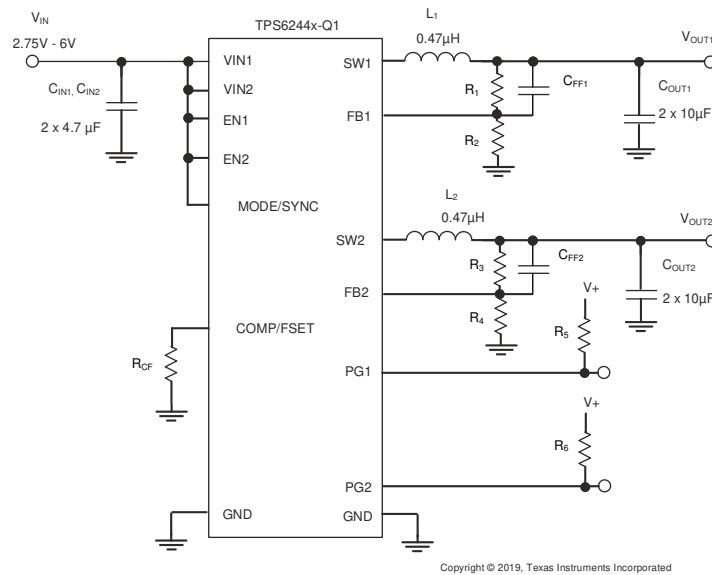 TPS6244x-Q1
VIN
2.75V - 6V
CIN1, CIN2
2 x 4.7 µF
VIN1
VIN2
EN1
EN2
MODE/SYNC
COMP/FSET
RCF
GND
SW1
FB1
SW2
FB2
PG1
PG2
GND
L1
0.47µH
R1
R2
CFF1
COUT1
2 x 10µF
VOUT1
L2
0.47µH
R3
R4
CFF2
COUT2
2 x 10µF
VOUT2
V+
R5
V+
R6
Copyright © 2019, Texas Instruments Incorporated